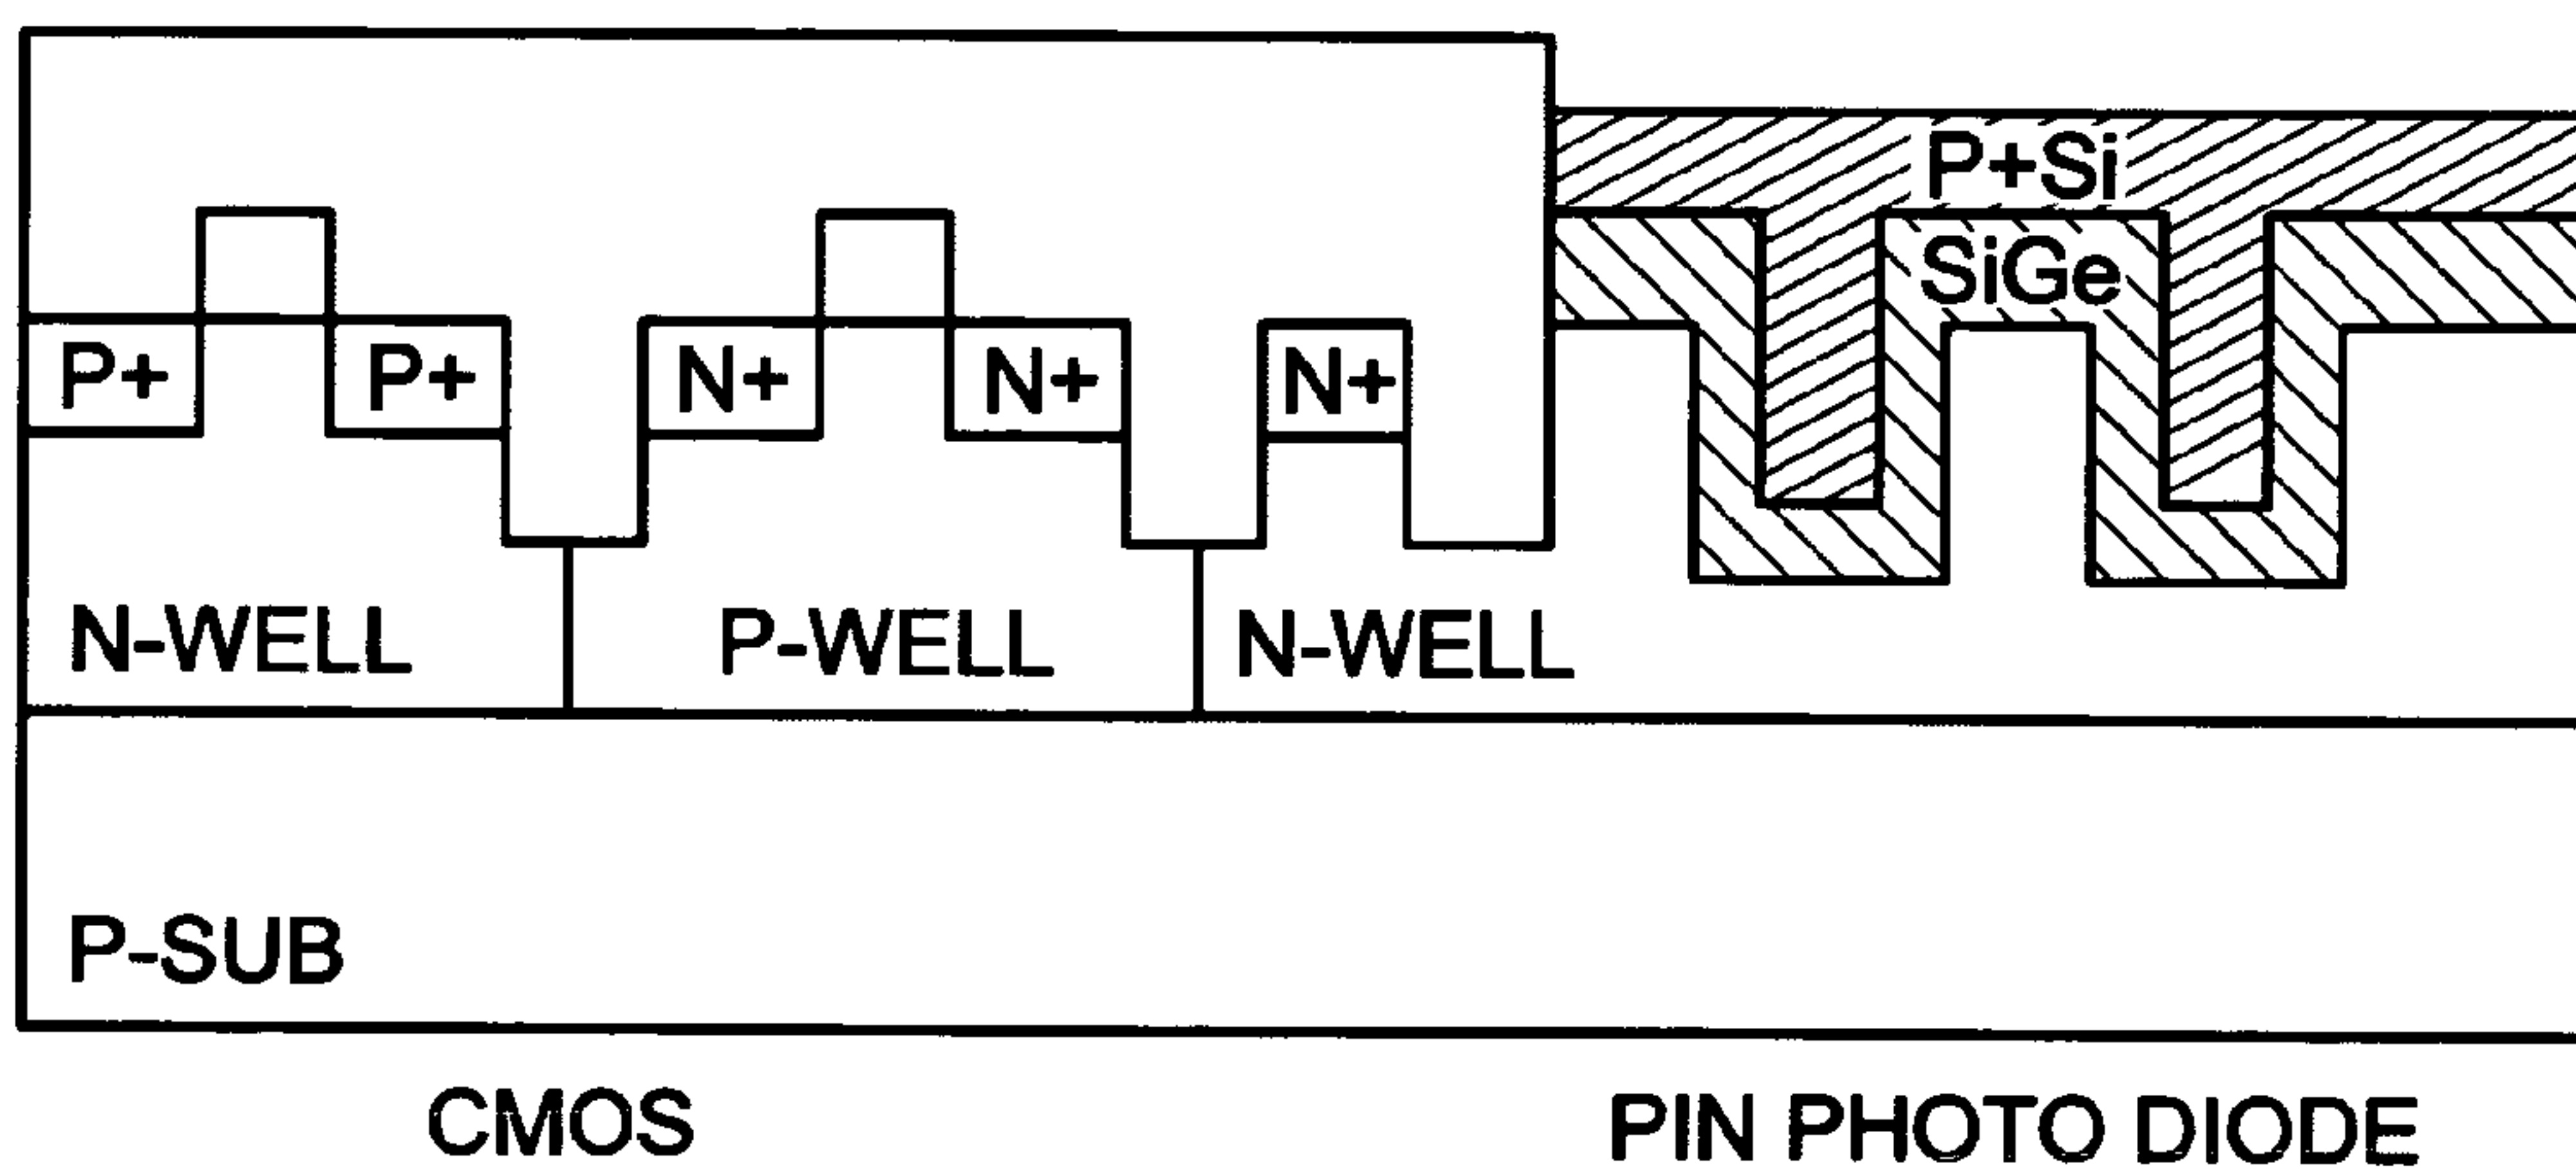 P+Si
SiGe
P+ P+ N+ N+ N+
N-WELL P-WELL N-WELL
P-SUB
CMOS PIN PHOTO DIODE